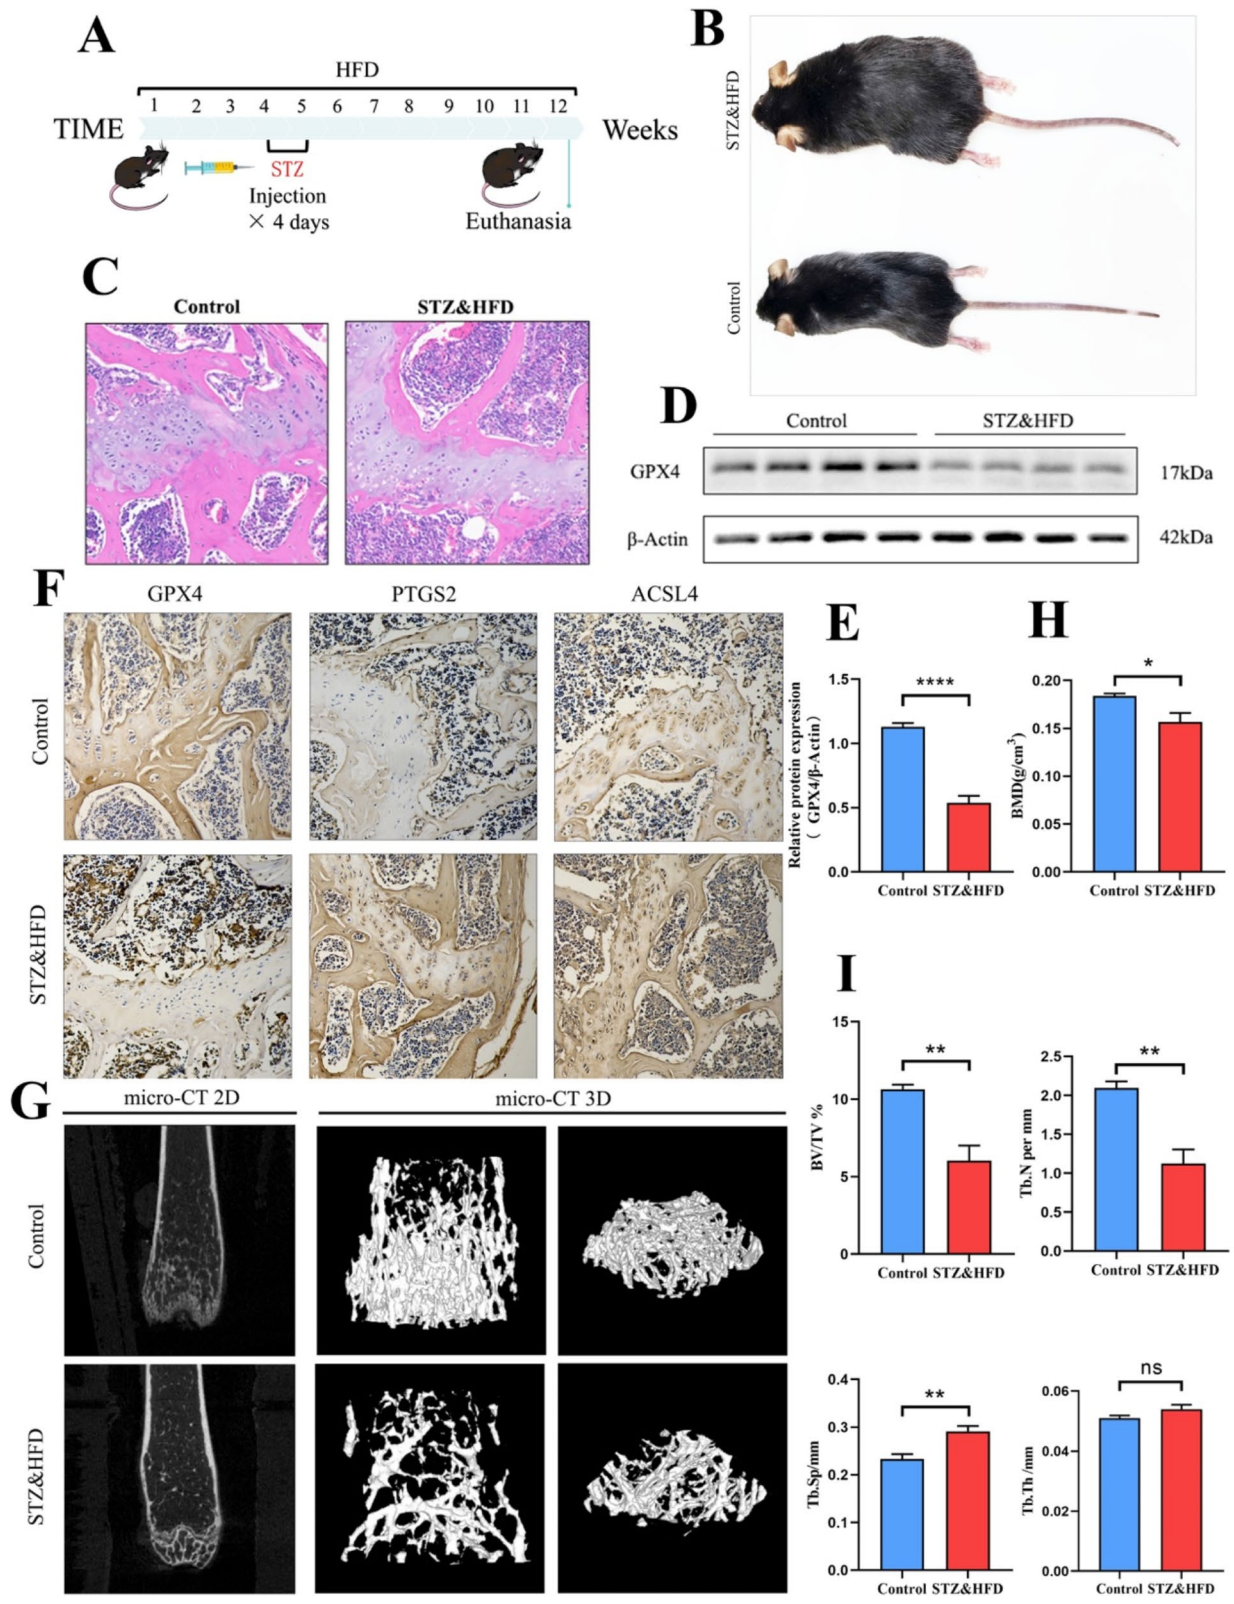 A
HFD
1 2 3 4 5 6 7 8 9 10 11 12
TIME
Weeks
STZ
Injection
× 4 days
Euthanasia
B
STZ&HFD
Control
C
Control
STZ&HFD
D
Control
STZ&HFD
GPX4
17kDa
β-Actin
42kDa
F
GPX4
PTGS2
ACSL4
Control
STZ&HFD
E
Relative protein expression
( GPX4/β-Actin)
1.5
1.0
0.5
0.0
****
Control STZ&HFD
H
BMD(g/cm³)
0.20
0.15
0.10
0.05
0.00
*
Control STZ&HFD
G
micro-CT 2D
micro-CT 3D
Control
STZ&HFD
I
BV/TV %
15
10
5
0
**
Control STZ&HFD
Tb.N per mm
2.5
2.0
1.5
1.0
0.5
0.0
**
Control STZ&HFD
Tb.Sp/mm
0.4
0.3
0.2
0.1
0.0
**
Control STZ&HFD
Tb.Th /mm
0.06
0.04
0.02
0.00
ns
Control STZ&HFD